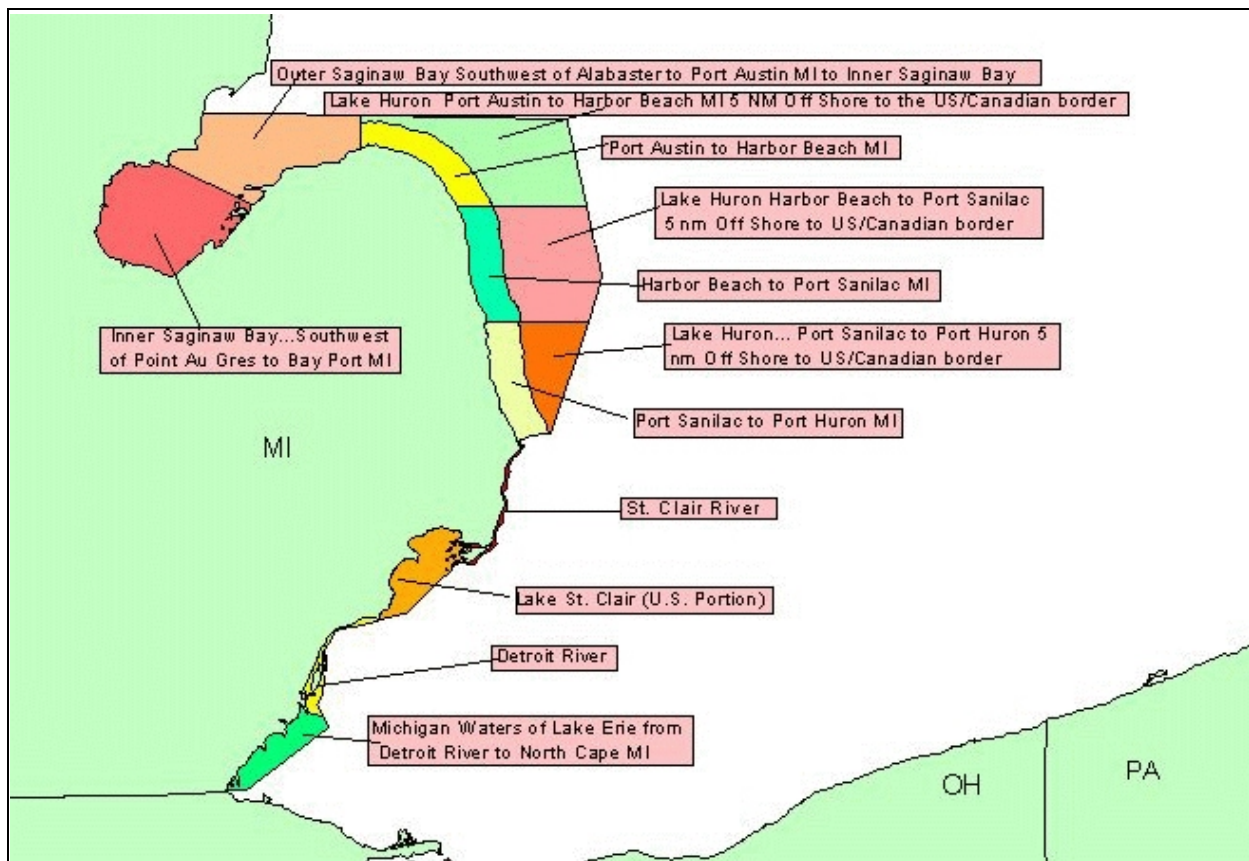 Outer Saginaw Bay Southwest of Alabaster to Port Austin MI to Inner Saginaw Bay
Lake Huron Port Austin to Harbor Beach MI 5 NM Off Shore to the US/Canadian border
Port Austin to Harbor Beach MI
Lake Huron Harbor Beach to Port Sanilac
5 nm Off Shore to US/Canadian border
Harbor Beach to Port Sanilac MI
Inner Saginaw Bay...Southwest
of Point Au Gres to Bay Port MI
Lake Huron... Port Sanilac to Port Huron 5
nm Off Shore to US/Canadian border
Port Sanilac to Port Huron MI
MI
St. Clair River
Lake St. Clair (U.S. Portion)
Detroit River
Michigan Waters of Lake Erie from
Detroit River to North Cape MI
OH
PA